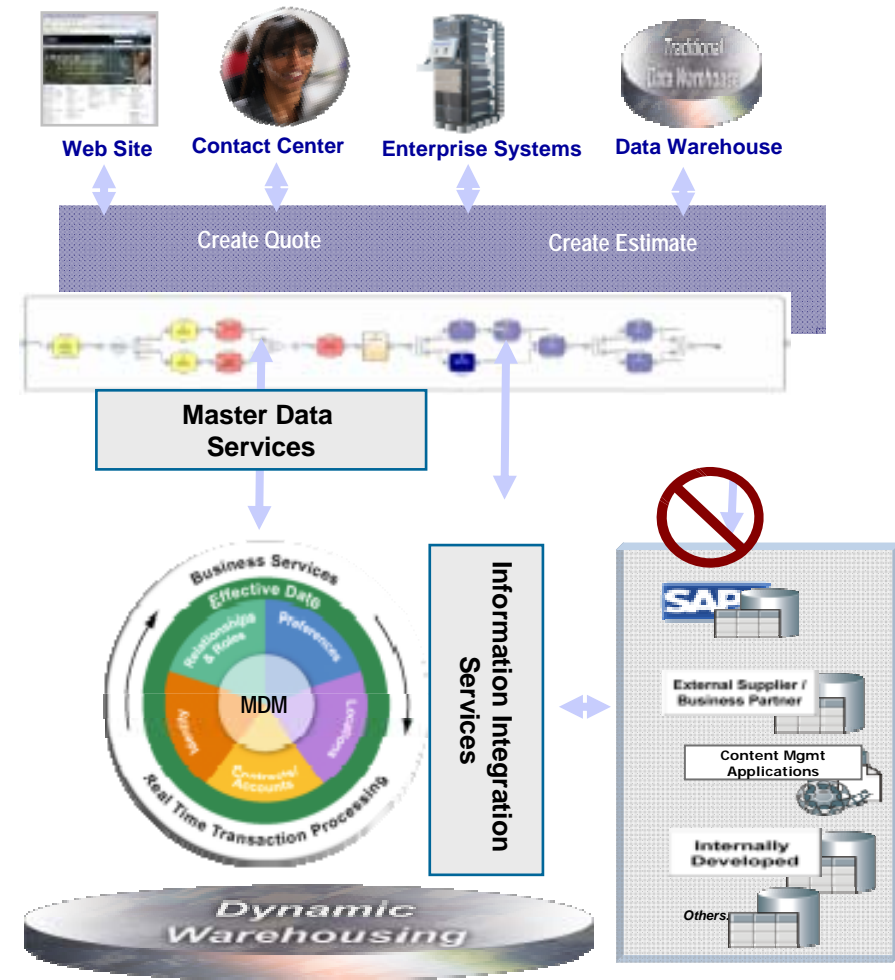 Traditional
Data Warehouse
Web Site
Contact Center
Enterprise Systems
Data Warehouse
Create Quote
Create Estimate
Master Data
Services
Business Services
Effective Date
Relationships
& Roles
Preferences
MDM
Locations
Identity
Contracts/
Accounts
Real Time Transaction Processing
Information Integration
Services
SAP
External Supplier /
Business Partner
Content Mgmt
Applications
Internally
Developed
Others.
Dynamic
Warehousing